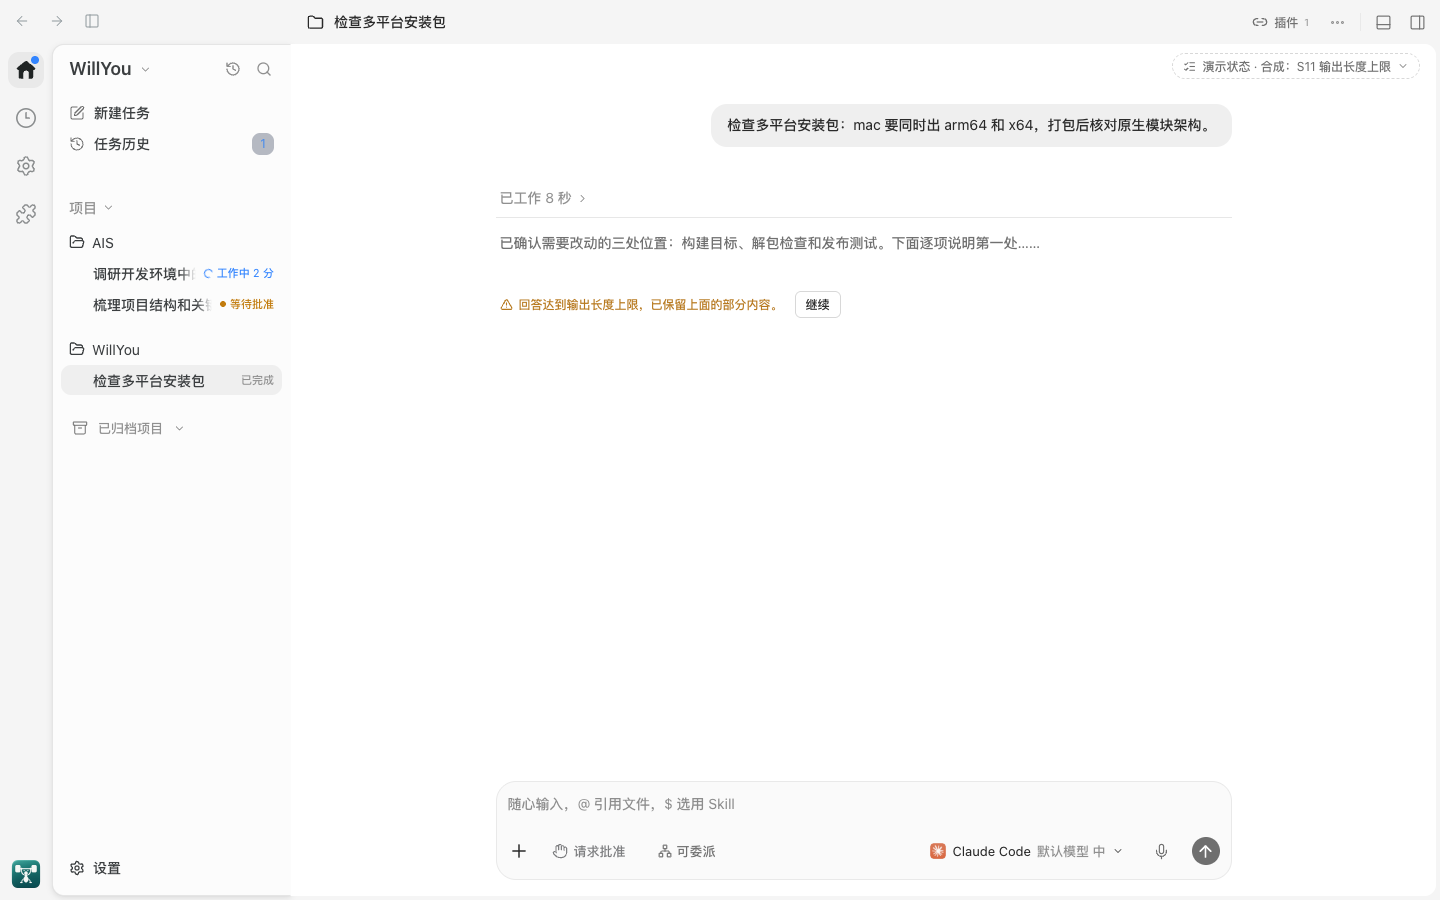 检查多平台安装包
插件 1
WillYou
演示状态 · 合成：S11 输出长度上限
新建任务
任务历史 1
检查多平台安装包：mac 要同时出 arm64 和 x64，打包后核对原生模块架构。
已工作 8 秒
项目
AIS
已确认需要改动的三处位置：构建目标、解包检查和发布测试。下面逐项说明第一处……
调研开发环境中 工作中 2 分
梳理项目结构和关 等待批准
回答达到输出长度上限，已保留上面的部分内容。 继续
WillYou
检查多平台安装包 已完成
已归档项目
随心输入，@ 引用文件，$ 选用 Skill
请求批准 可委派 Claude Code 默认模型 中
设置